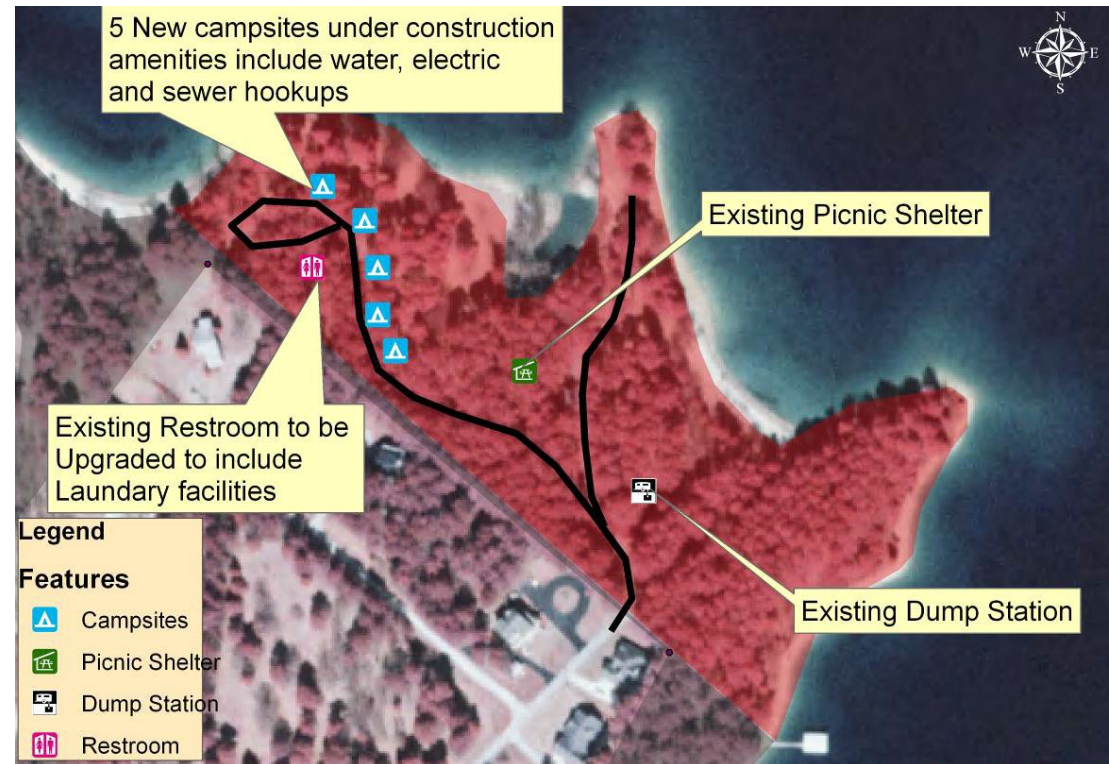 5 New campsites under construction
amenities include water, electric
and sewer hookups
N
W
E
S
Existing Picnic Shelter
Existing Restroom to be
Upgraded to include
Laundary facilities
Existing Dump Station
Legend
Features
Campsites
Picnic Shelter
Dump Station
Restroom